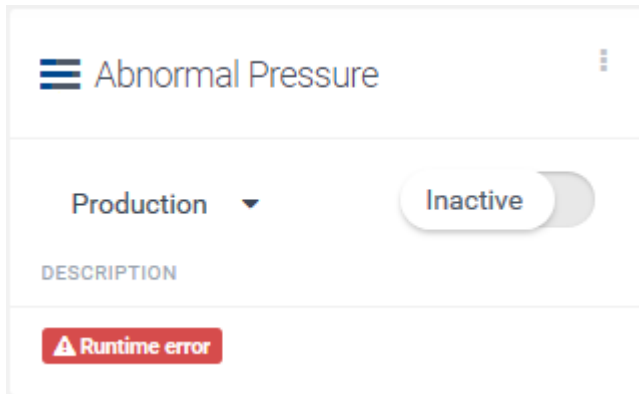 Abnormal Pressure
Production
Inactive
DESCRIPTION
Runtime error